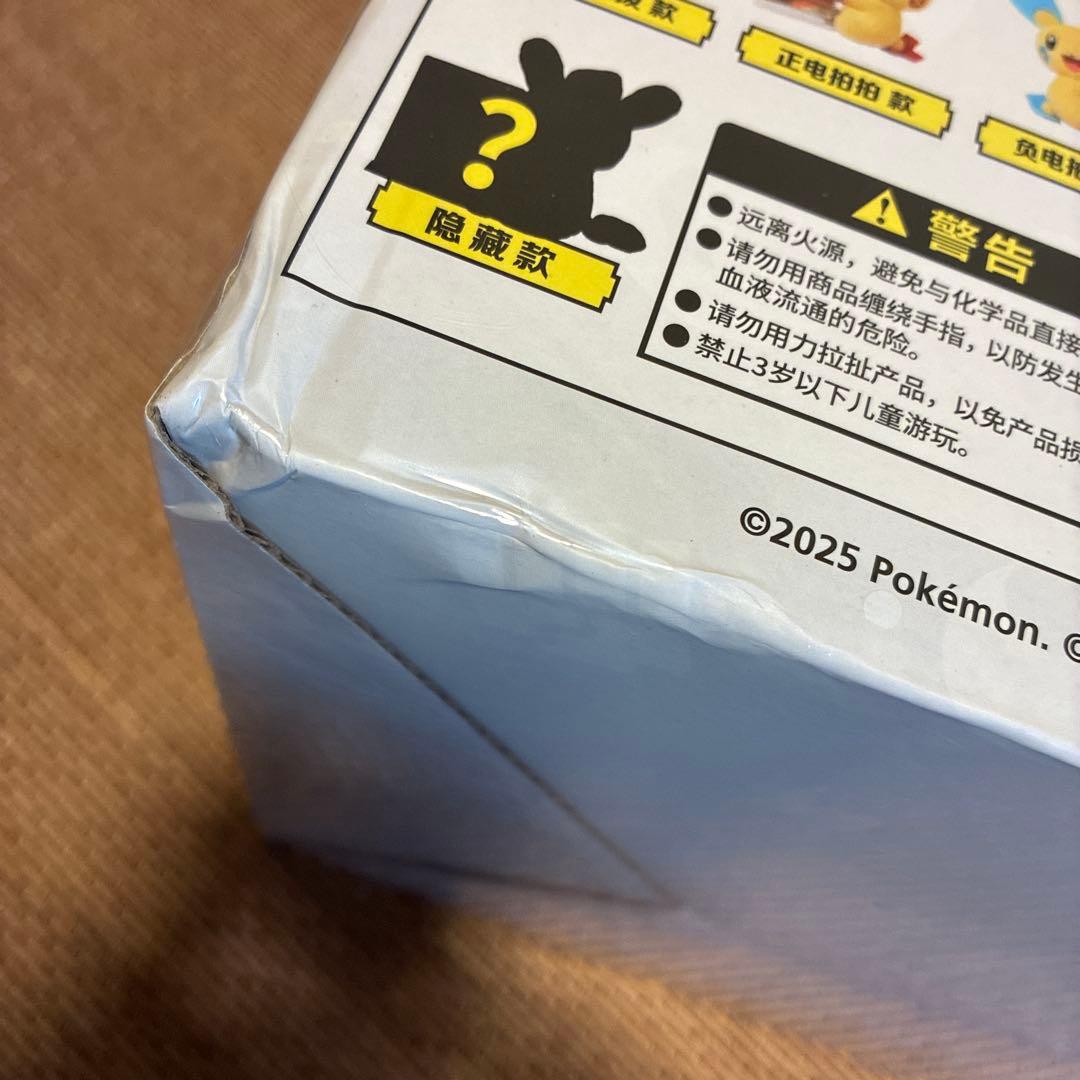 款
正电拍拍 款
负电拍
?
隐藏款
警告
远离火源，避免与化学品直接
请勿用商品缠绕手指，以防发生
血液流通的危险。
请勿用力拉扯产品，以免产品损
禁止3岁以下儿童游玩。
©2025 Pokémon. ©